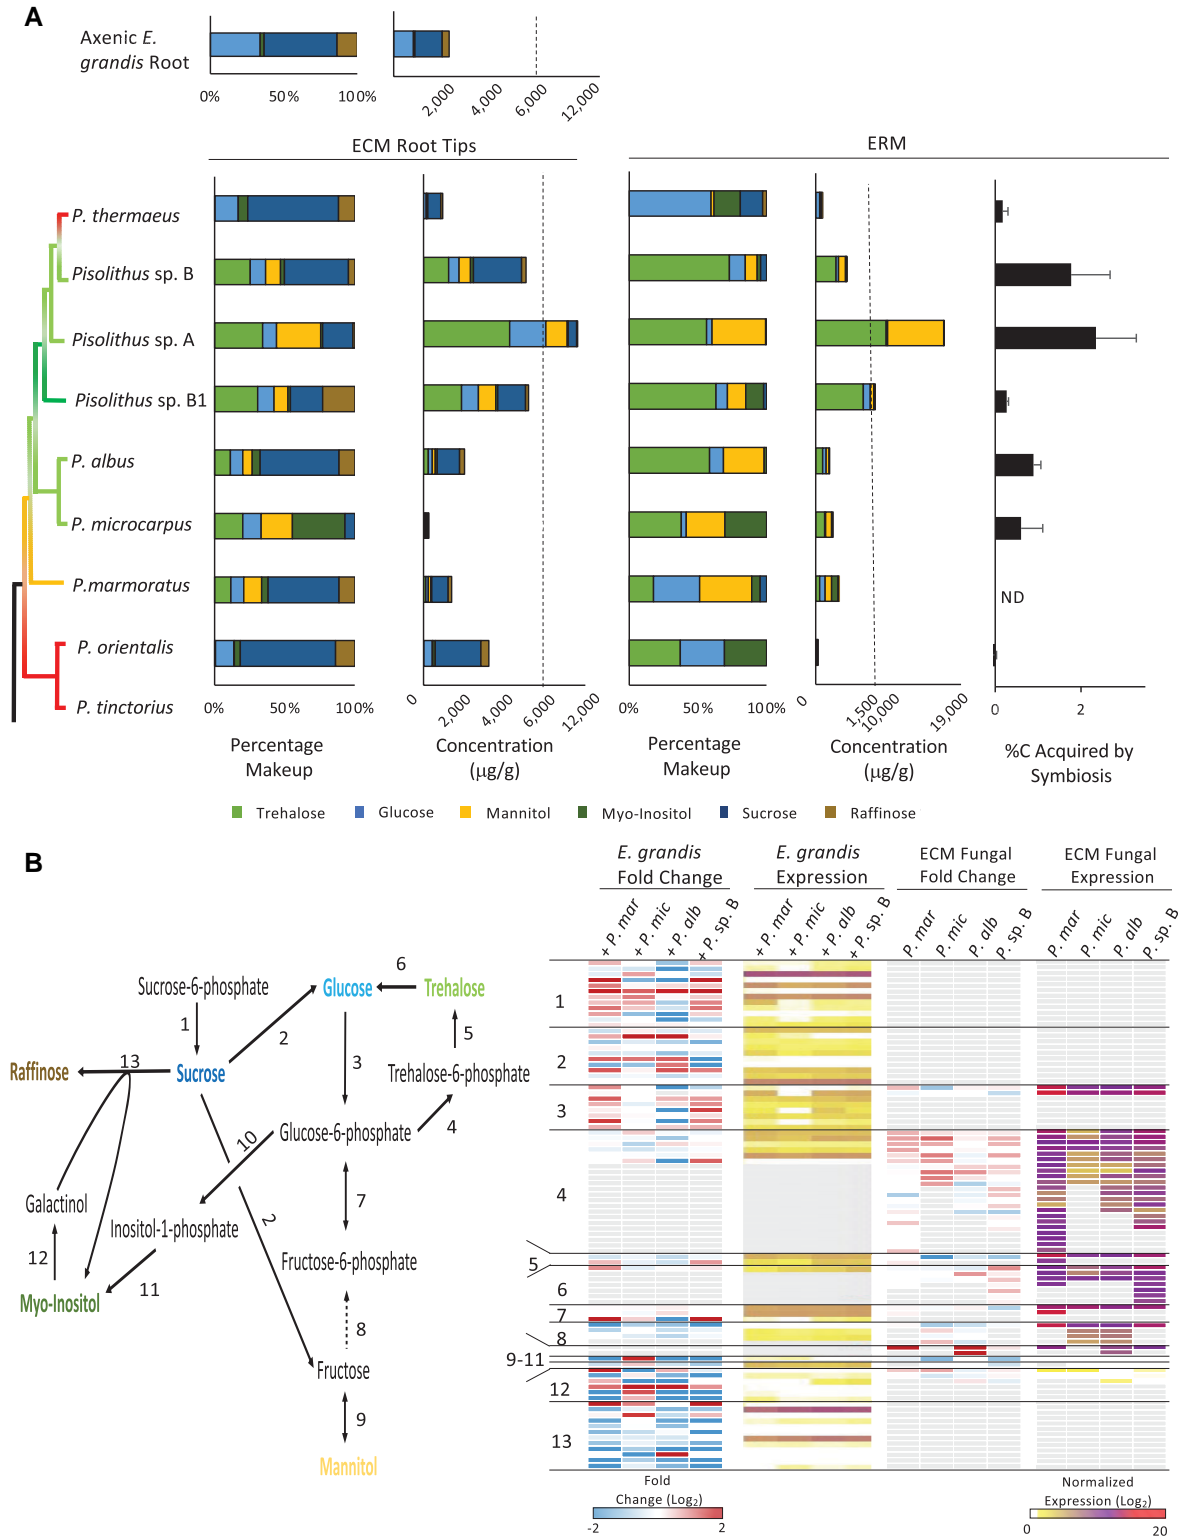 A
Axenic E.
grandis Root
0% 50% 100%
2,000 4,000 6,000 12,000
ECM Root Tips
ERM
P. thermaeus
Pisolithus sp. B
Pisolithus sp. A
Pisolithus sp. B1
P. albus
P. microcarpus
P.marmoratus
P. orientalis
P. tinctorius
ND
0% 50% 100%
0 2,000 4,000 6,000 12,000
0% 50% 100%
0 1,500 10,000 19,000
0 2
Percentage
Makeup
Concentration
(µg/g)
Percentage
Makeup
Concentration
(µg/g)
%C Acquired by
Symbiosis
Trehalose Glucose Mannitol Myo-Inositol Sucrose Raffinose
B
E. grandis
Fold Change
E. grandis
Expression
ECM Fungal
Fold Change
ECM Fungal
Expression
+ P. mar + P. mic + P. alb + P. sp. B
+ P. mar + P. mic + P. alb + P. sp. B
P. mar P. mic P. alb P. sp. B
P. mar P. mic P. alb P. sp. B
Sucrose-6-phosphate
Glucose
6
Trehalose
1
2
3
5
Raffinose
13
Sucrose
Trehalose-6-phosphate
10
Glucose-6-phosphate
4
Galactinol
Inositol-1-phosphate
2
7
12
11
Fructose-6-phosphate
Myo-Inositol
8
Fructose
9
Mannitol
1
2
3
4
5
6
7
8
9-11
12
13
Fold
Change (Log2)
-2 2
Normalized
Expression (Log2)
0 20